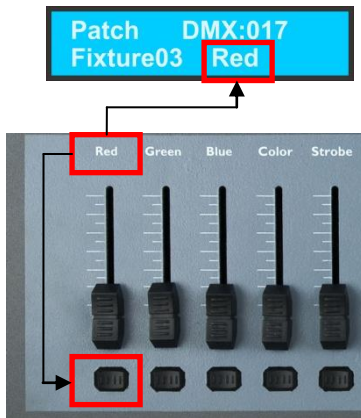 Patch DMX:017
Fixture03 Red
Red Green Blue Color Strobe